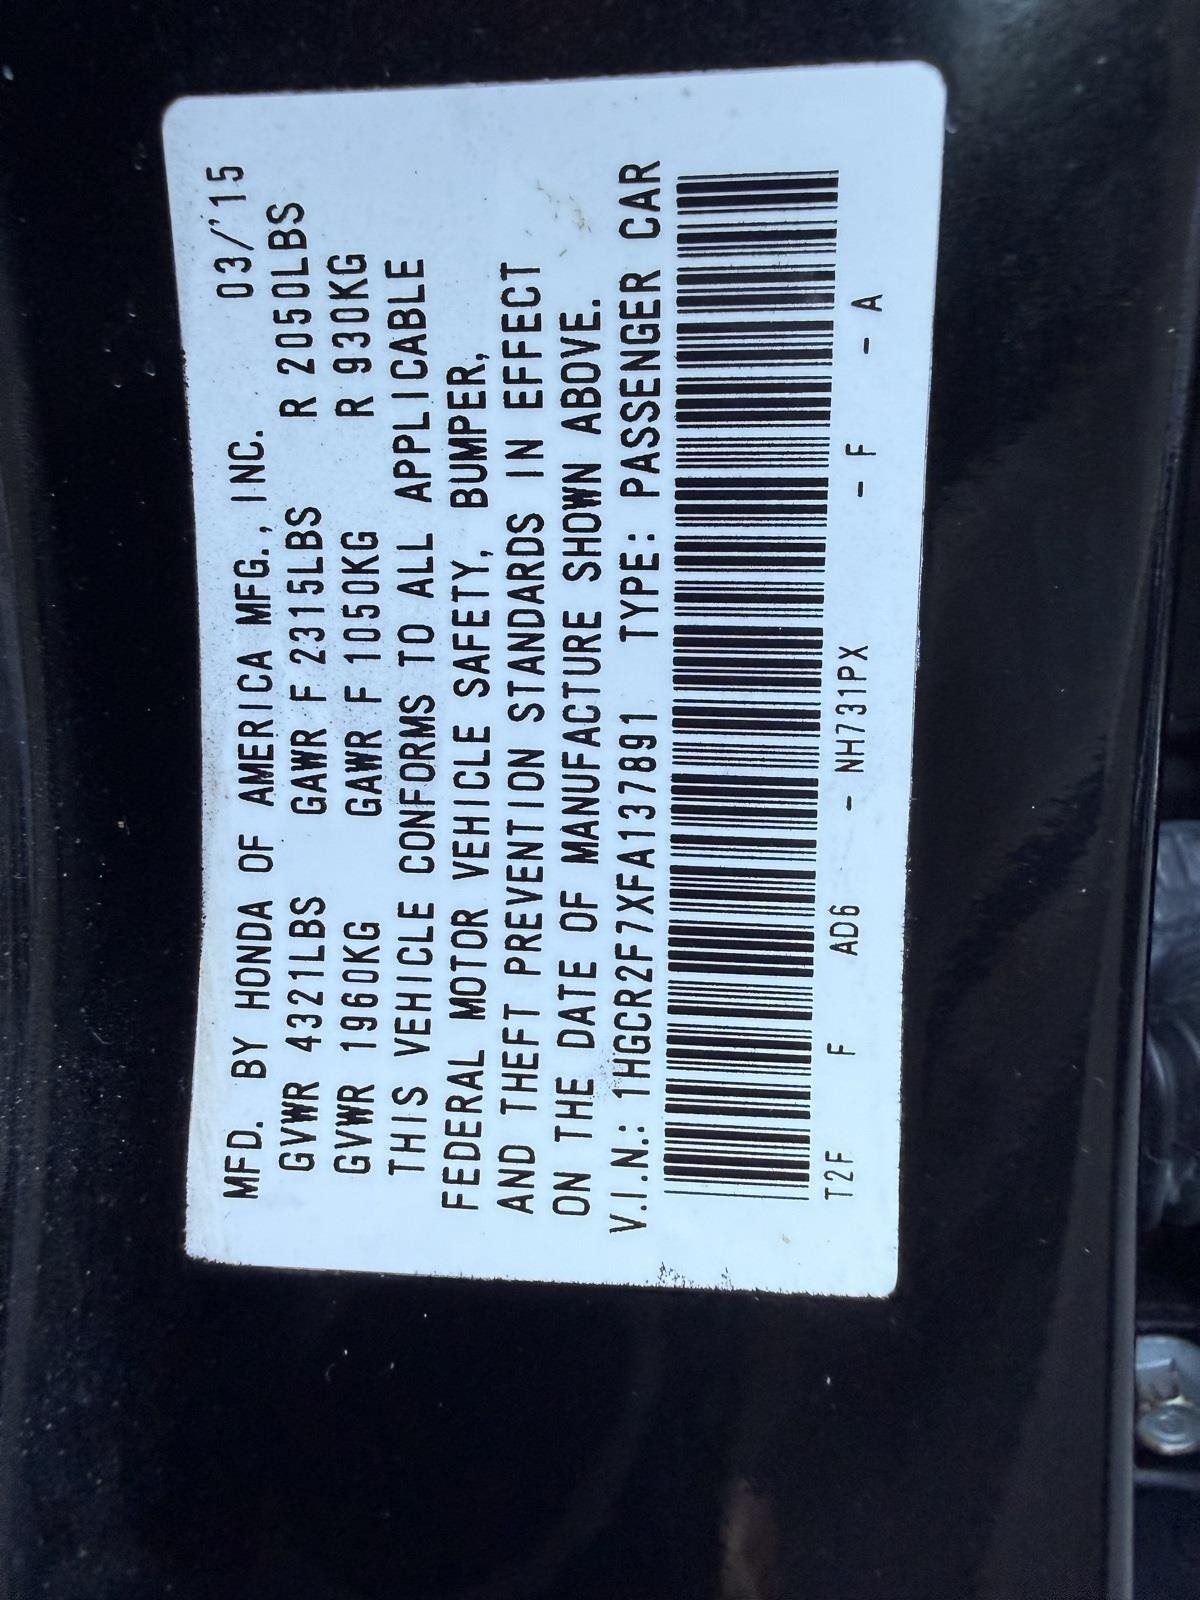 MFD. BY HONDA OF AMERICA MFG., INC. 03/'15
GVWR 4321LBS GAWR F 2315LBS R 2050LBS
GVWR 1960KG GAWR F 1050KG R 930KG
THIS VEHICLE CONFORMS TO ALL APPLICABLE
FEDERAL MOTOR VEHICLE SAFETY, BUMPER,
AND THEFT PREVENTION STANDARDS IN EFFECT
ON THE DATE OF MANUFACTURE SHOWN ABOVE.
V.I.N.: 1HGCR2F7XFA137891 TYPE: PASSENGER CAR
T2F F AD6 - NH731PX - F - A